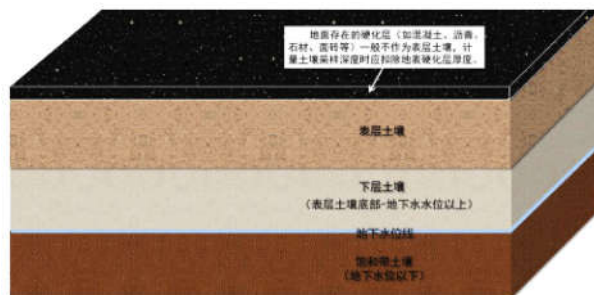 地面存在的硬化层（如混凝土、沥青、
石材、面砖等）一般不作为表层土壤，计
量土壤采样深度时应扣除地表硬化层厚度。
表层土壤
下层土壤
（表层土壤底部-地下水水位以上）
地下水位线
饱和带土壤
（地下水位以下）